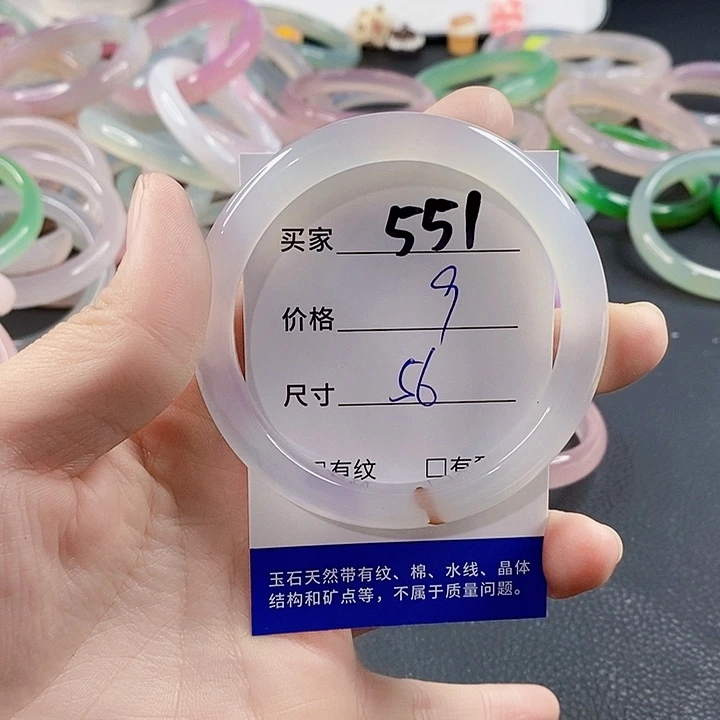 买家 551
价格 9
尺寸 56
有纹 □有
玉石天然带有纹、棉、水线、晶体
结构和矿点等，不属于质量问题。